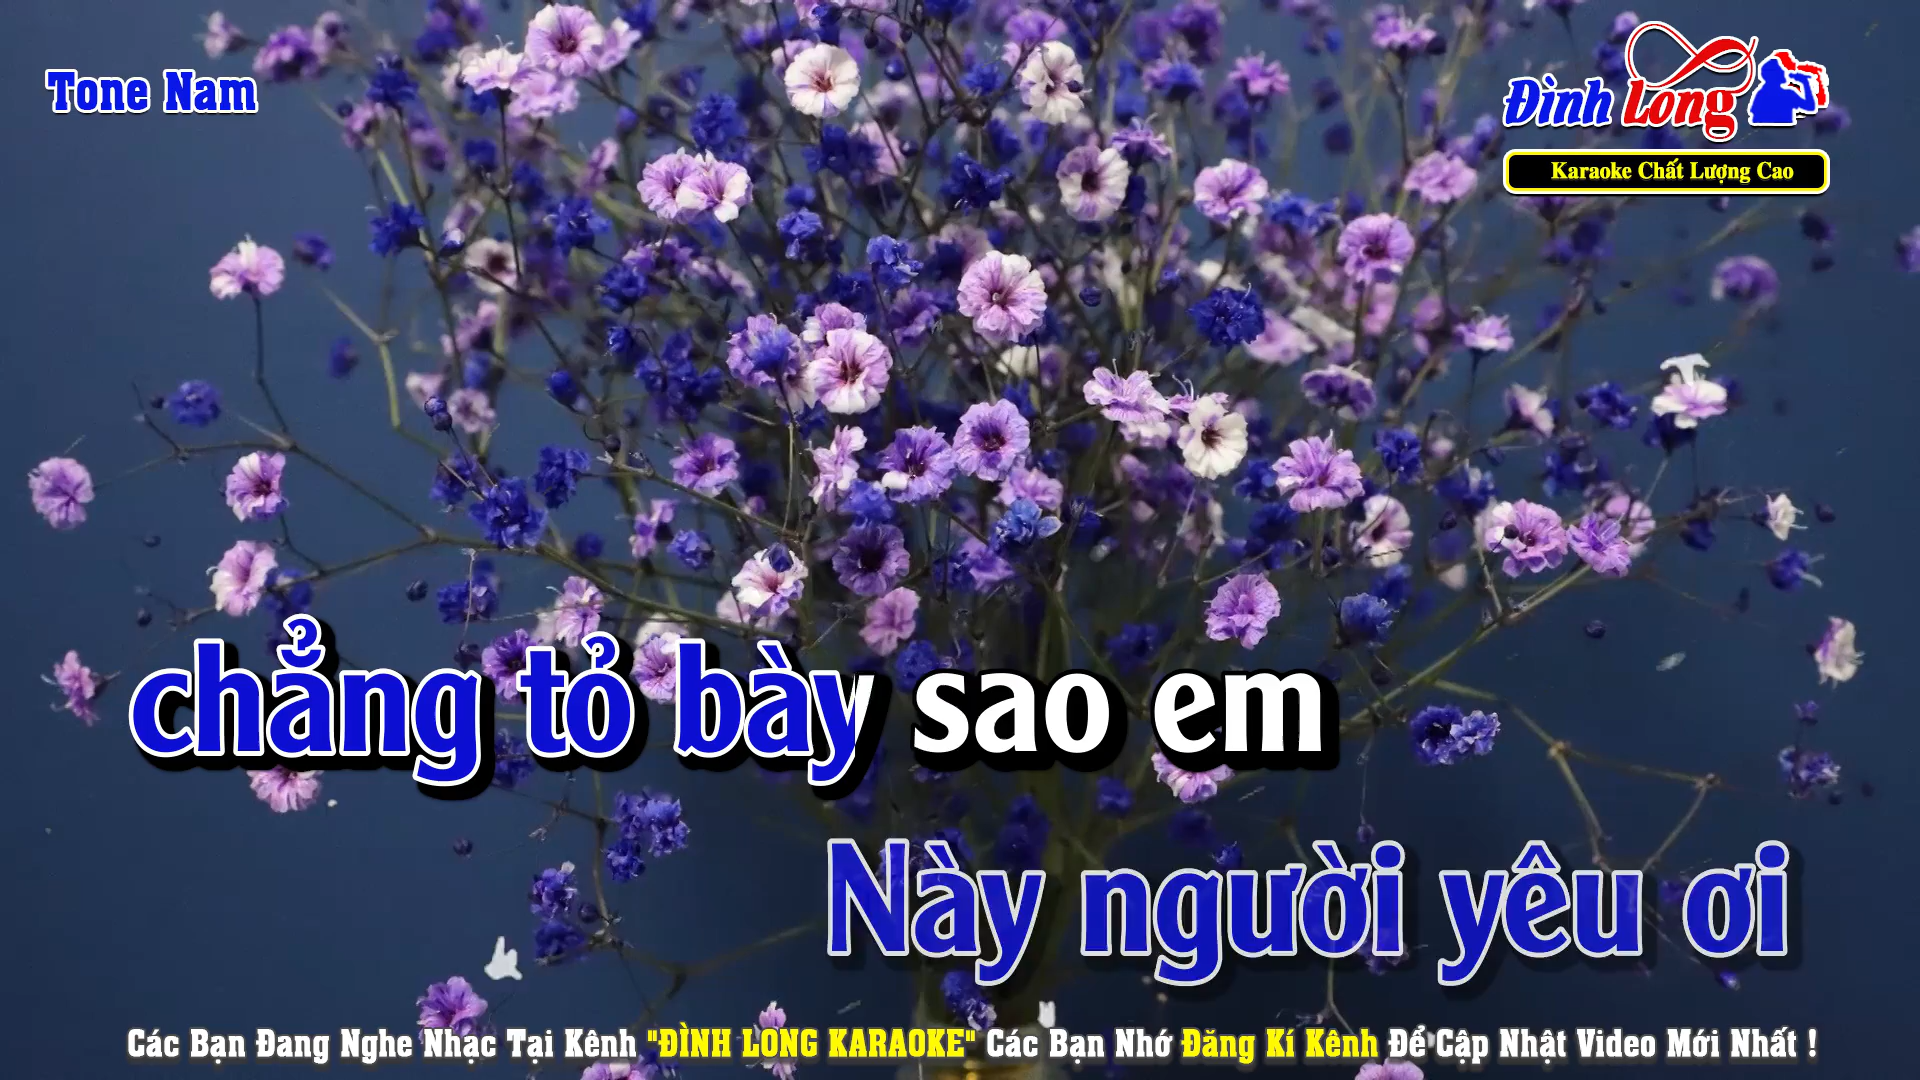 Tone Nam
Đình Long
Karaoke Chất Lượng Cao
chẳng tỏ bày sao em
Này người yêu ơi
Các Bạn Đang Nghe Nhạc Tại Kênh "ĐÌNH LONG KARAOKE" Các Bạn Nhớ Đăng Kí Kênh Để Cập Nhật Video Mới Nhất !